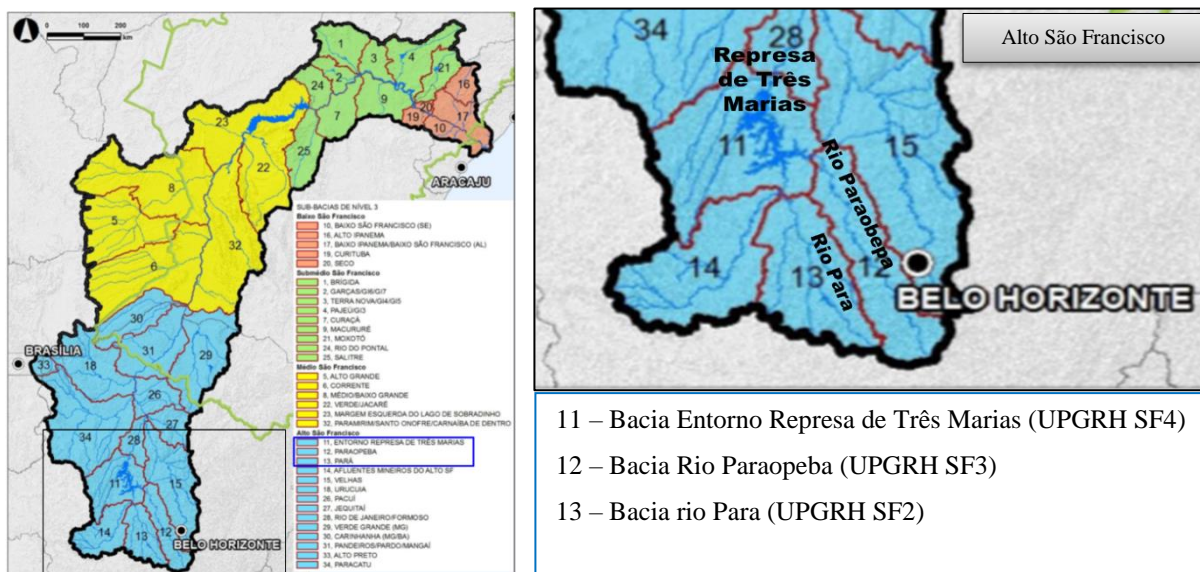 0 100 200
km
1
3
4
21
2
24
16
9
20
7
19
17
10
23
25
22
8
ARACAJU
5
32
6
30
31
29
BRASÍLIA
33
18
26
27
34
28
11
15
14
13
12
BELO HORIZONTE
SUB-BACIAS DE NÍVEL 3
Baixo São Francisco
10, BAIXO SÃO FRANCISCO (SE)
16, ALTO IPANEMA
17, BAIXO IPANEMA/BAIXO SÃO FRANCISCO (AL)
19, CURITUBA
20, SECO
Submédio São Francisco
1, BRÍGIDA
2, GARÇAS/GI6/GI7
3, TERRA NOVA/GI4/GI5
4, PAJEÚ/GI3
7, CURAÇÁ
9, MACURURÉ
21, MOXOTÓ
24, RIO DO PONTAL
25, SALITRE
Médio São Francisco
5, ALTO GRANDE
6, CORRENTE
8, MÉDIO/BAIXO GRANDE
22, VERDE/JACARÉ
23, MARGEM ESQUERDA DO LAGO DE SOBRADINHO
32, PARAMIRIM/SANTO ONOFRE/CARNAÍBA DE DENTRO
Alto São Francisco
11, ENTORNO REPRESA DE TRÊS MARIAS
12, PARAOPEBA
13, PARÁ
14, AFLUENTES MINEIROS DO ALTO SF
15, VELHAS
18, URUCUIA
26, PACUÍ
27, JEQUITAÍ
28, RIO DE JANEIRO/FORMOSO
29, VERDE GRANDE (MG)
30, CARINHANHA (MG/BA)
31, PANDEIROS/PARDO/MANGAÍ
33, ALTO PRETO
34, PARACATU
Alto São Francisco
34
28
Represa
de Três
Marias
11
15
Rio Paraobepa
Rio Para
14
13
12
BELO HORIZONTE
11 – Bacia Entorno Represa de Três Marias (UPGRH SF4)
12 – Bacia Rio Paraopeba (UPGRH SF3)
13 – Bacia rio Para (UPGRH SF2)